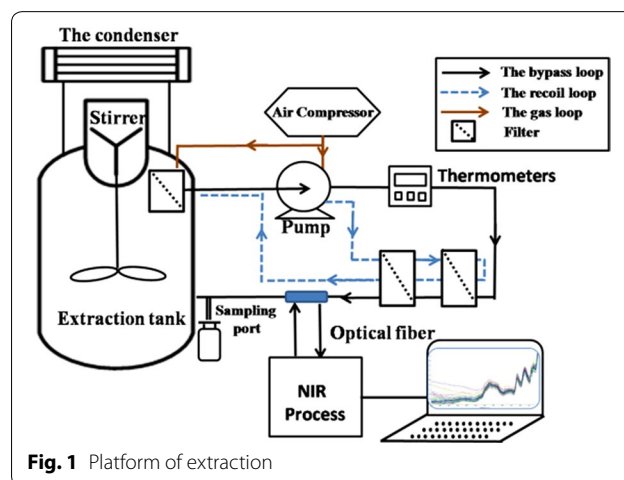 The condenser
Stirrer
Air Compressor
The bypass loop
The recoil loop
The gas loop
Filter
Thermometers
Pump
Extraction tank
Sampling
port
Optical fiber
NIR
Process
Fig. 1 Platform of extraction